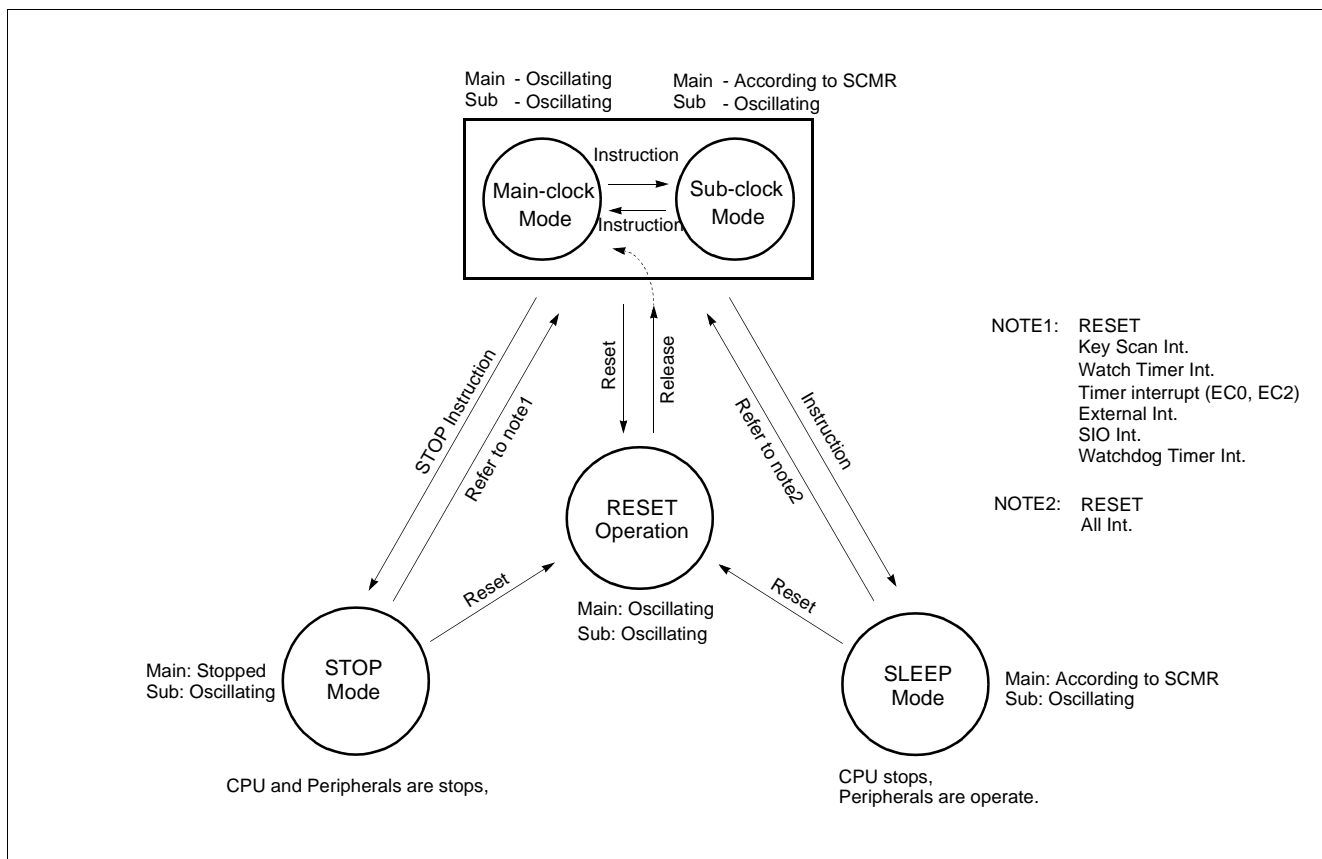 Main - Oscillating
Sub - Oscillating
Main - According to SCMR
Sub - Oscillating
Main-clock
Mode
Instruction
Instruction
Sub-clock
Mode
STOP Instruction
Refer to note1
Reset
Release
Refer to note2
Instruction
NOTE1: RESET
Key Scan Int.
Watch Timer Int.
Timer interrupt (EC0, EC2)
External Int.
SIO Int.
Watchdog Timer Int.
NOTE2: RESET
All Int.
RESET
Operation
Main: Oscillating
Sub: Oscillating
Reset
Reset
Main: Stopped
Sub: Oscillating
STOP
Mode
CPU and Peripherals are stops,
SLEEP
Mode
Main: According to SCMR
Sub: Oscillating
CPU stops,
Peripherals are operate.